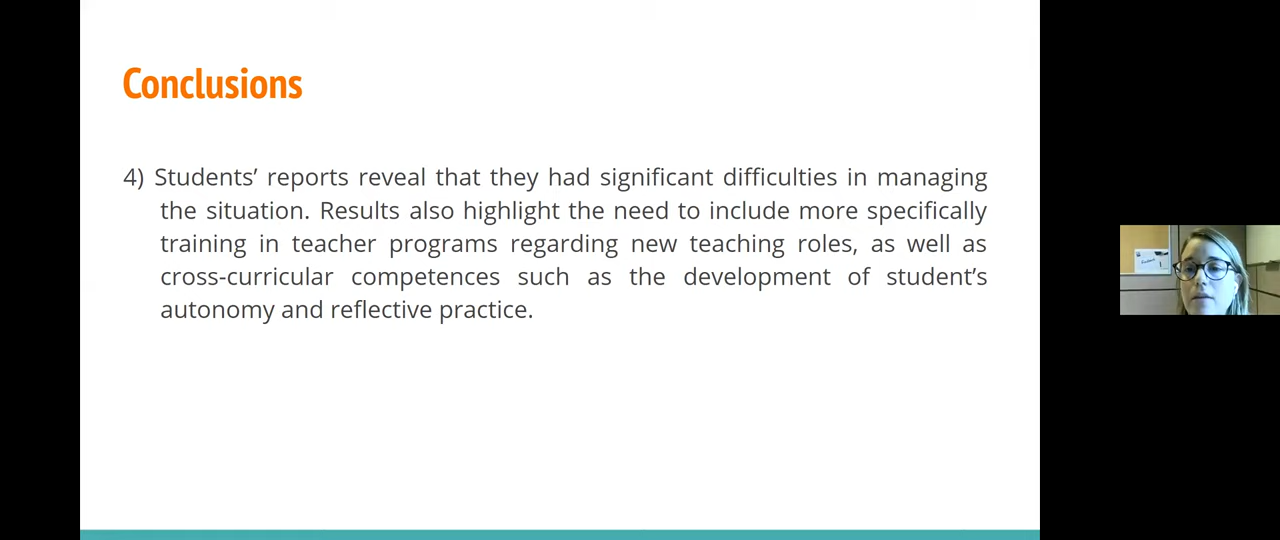 Conclusions
4) Students’ reports reveal that they had significant difficulties in managing
the situation. Results also highlight the need to include more specifically
training in teacher programs regarding new teaching roles, as well as
cross-curricular competences such as the development of student’s
autonomy and reflective practice.